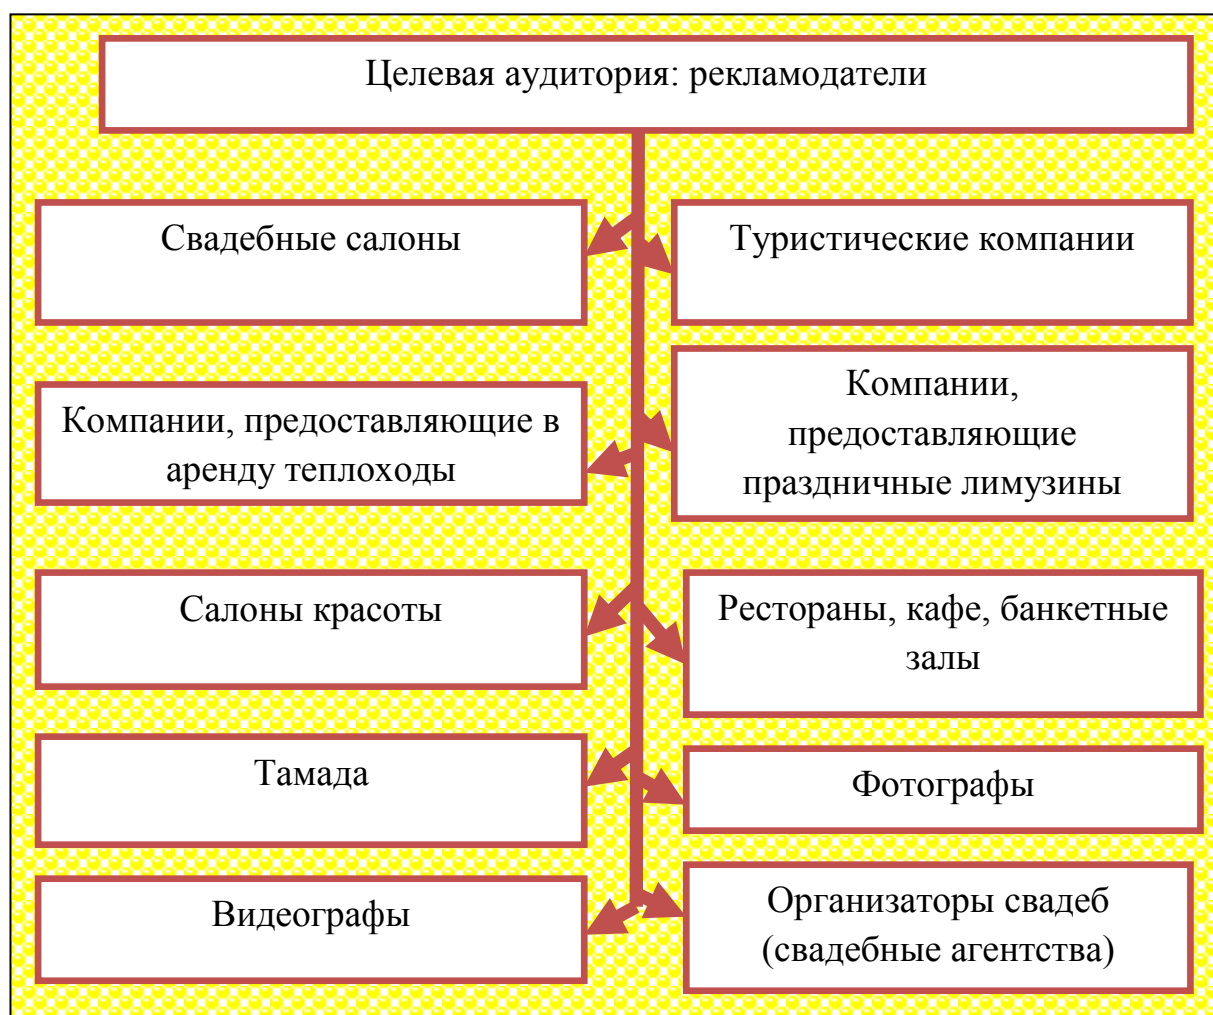 Целевая аудитория: рекламодатели
Свадебные салоны
Туристические компании
Компании, предоставляющие в
аренду теплоходы
Компании,
предоставляющие
праздничные лимузины
Салоны красоты
Рестораны, кафе, банкетные
залы
Тамада
Фотографы
Видеографы
Организаторы свадеб
(свадебные агентства)